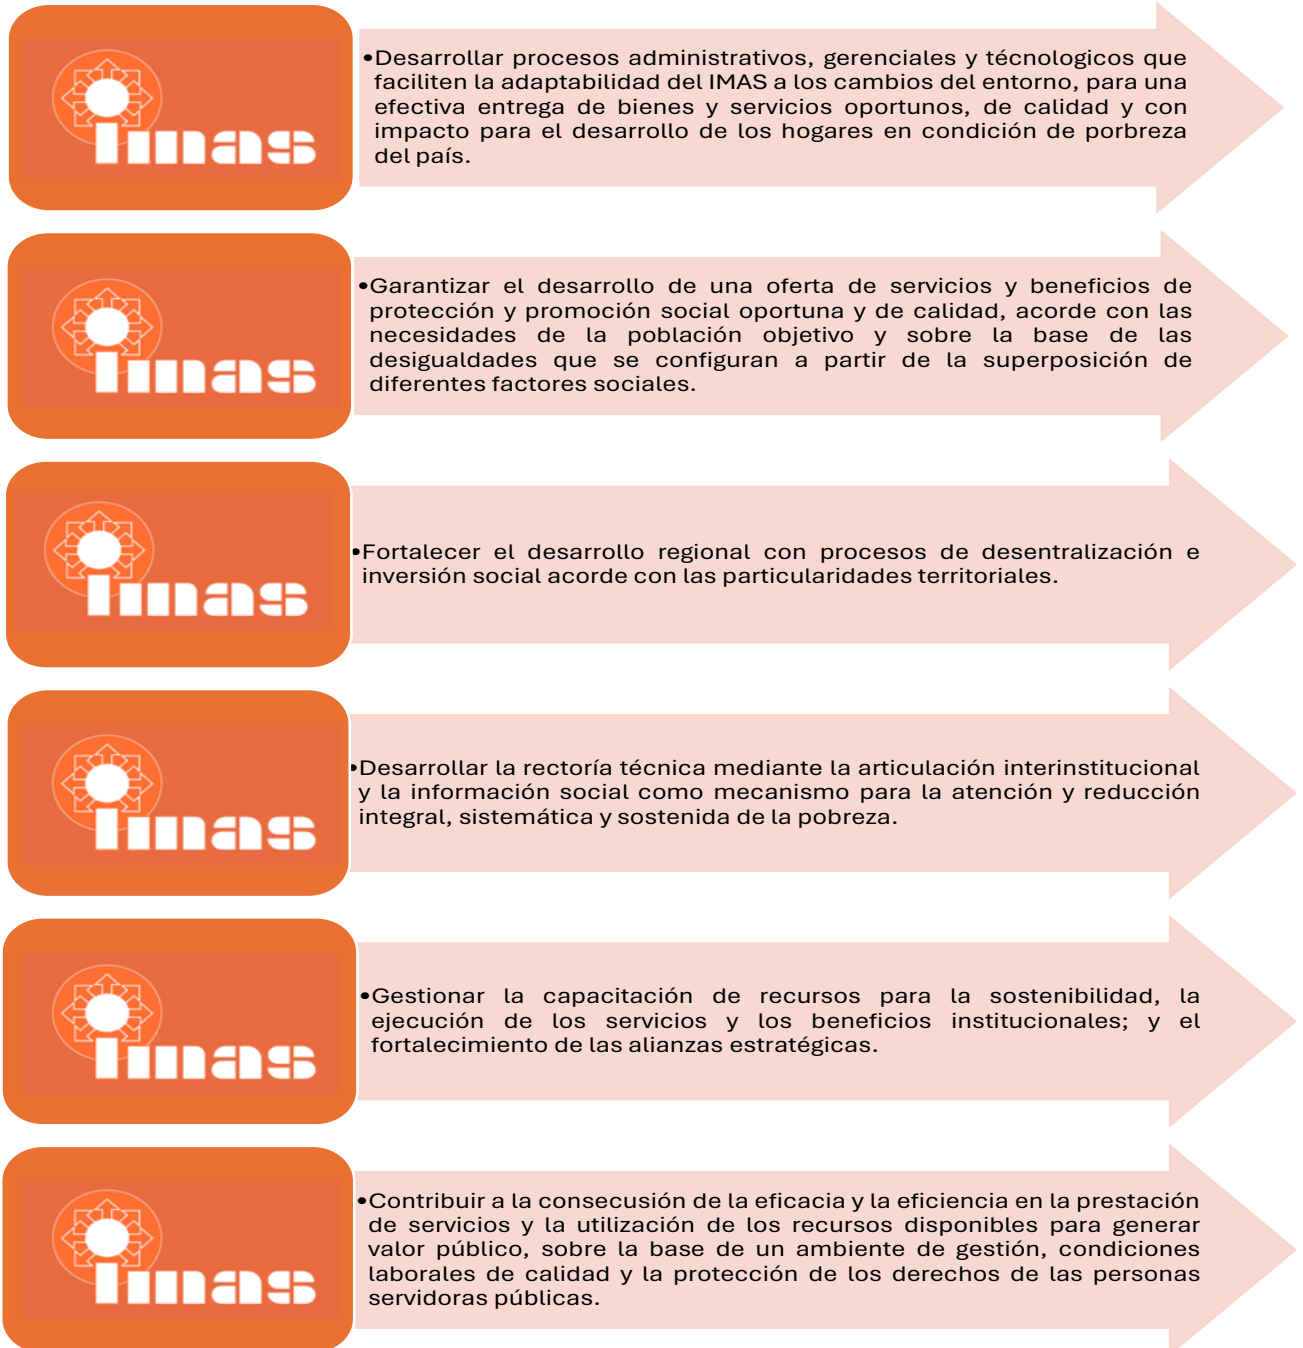 imas
•Desarrollar procesos administrativos, gerenciales y técnologicos que
faciliten la adaptabilidad del IMAS a los cambios del entorno, para una
efectiva entrega de bienes y servicios oportunos, de calidad y con
impacto para el desarrollo de los hogares en condición de porbreza
del país.
imas
•Garantizar el desarrollo de una oferta de servicios y beneficios de
protección y promoción social oportuna y de calidad, acorde con las
necesidades de la población objetivo y sobre la base de las
desigualdades que se configuran a partir de la superposición de
diferentes factores sociales.
imas
•Fortalecer el desarrollo regional con procesos de desentralización e
inversión social acorde con las particularidades territoriales.
imas
•Desarrollar la rectoría técnica mediante la articulación interinstitucional
y la información social como mecanismo para la atención y reducción
integral, sistemática y sostenida de la pobreza.
imas
•Gestionar la capacitación de recursos para la sostenibilidad, la
ejecución de los servicios y los beneficios institucionales; y el
fortalecimiento de las alianzas estratégicas.
imas
•Contribuir a la consecusión de la eficacia y la eficiencia en la prestación
de servicios y la utilización de los recursos disponibles para generar
valor público, sobre la base de un ambiente de gestión, condiciones
laborales de calidad y la protección de los derechos de las personas
servidoras públicas.